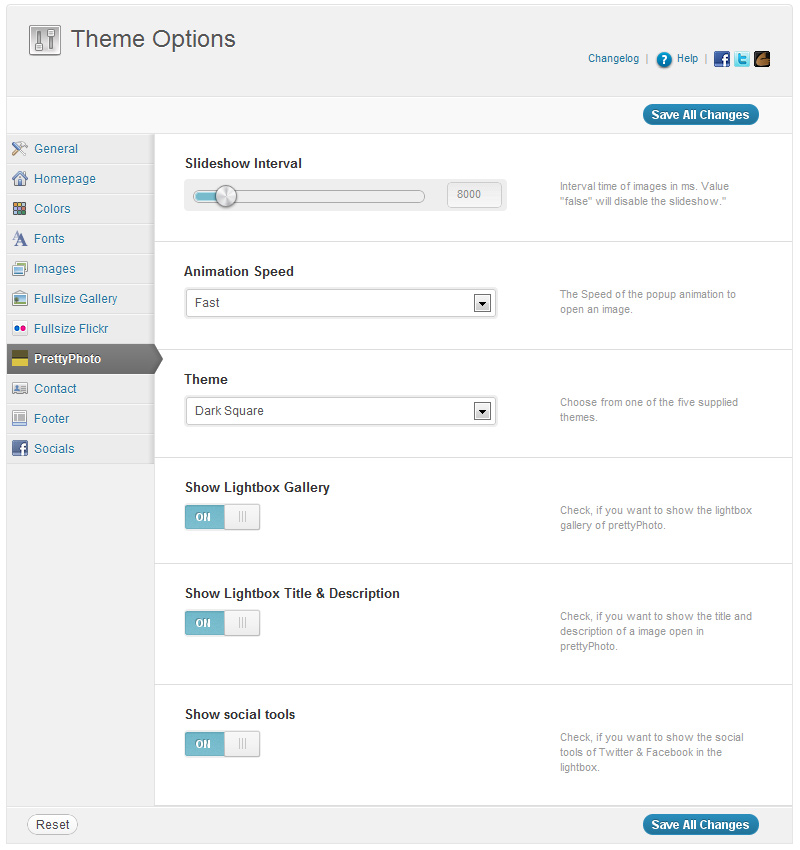 Theme Options
Changelog | ? Help |
Save All Changes
General
Homepage
Colors
Fonts
Images
Fullsize Gallery
Fullsize Flickr
PrettyPhoto
Contact
Footer
Socials
Slideshow Interval
8000
Interval time of images in ms. Value
"false" will disable the slideshow."
Animation Speed
Fast
The Speed of the popup animation to
open an image.
Theme
Dark Square
Choose from one of the five supplied
themes.
Show Lightbox Gallery
ON
Check, if you want to show the lightbox
gallery of prettyPhoto.
Show Lightbox Title & Description
ON
Check, if you want to show the title and
description of a image open in
prettyPhoto.
Show social tools
ON
Check, if you want to show the social
tools of Twitter & Facebook in the
lightbox.
Reset
Save All Changes